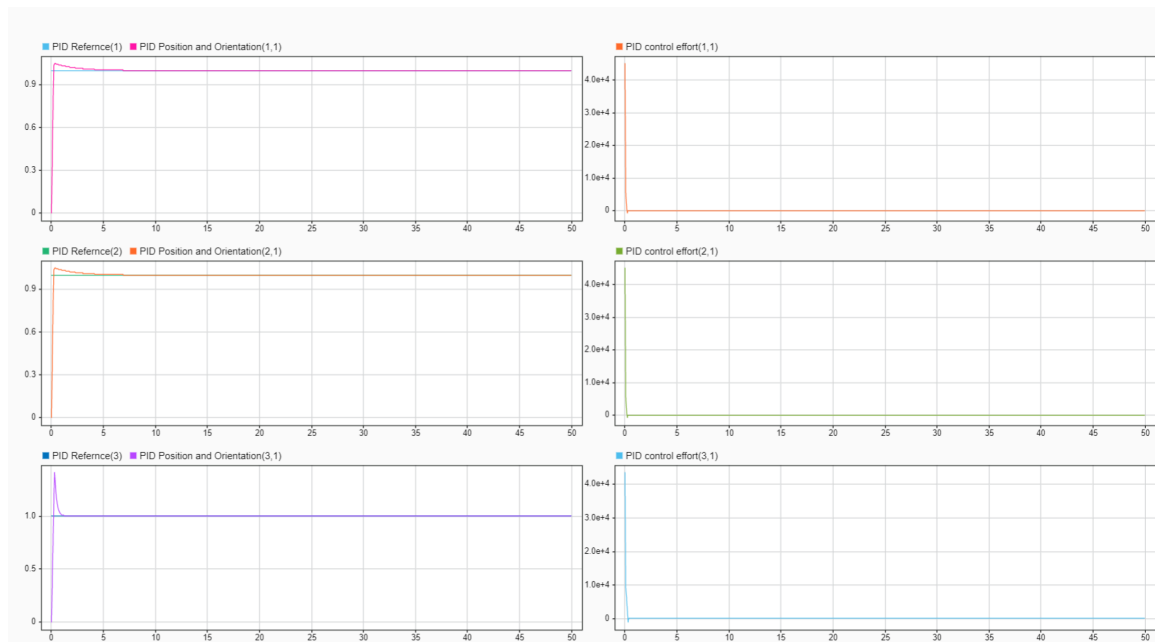 PID Refernce(1) PID Position and Orientation(1,1)
0.9
0.6
0.3
0
0 5 10 15 20 25 30 35 40 45 50
PID control effort(1,1)
4.0e+4
3.0e+4
2.0e+4
1.0e+4
0
0 5 10 15 20 25 30 35 40 45 50
PID Refernce(2) PID Position and Orientation(2,1)
0.9
0.6
0.3
0
0 5 10 15 20 25 30 35 40 45 50
PID control effort(2,1)
4.0e+4
3.0e+4
2.0e+4
1.0e+4
0
0 5 10 15 20 25 30 35 40 45 50
PID Refernce(3) PID Position and Orientation(3,1)
1.0
0.5
0
0 5 10 15 20 25 30 35 40 45 50
PID control effort(3,1)
4.0e+4
3.0e+4
2.0e+4
1.0e+4
0
0 5 10 15 20 25 30 35 40 45 50